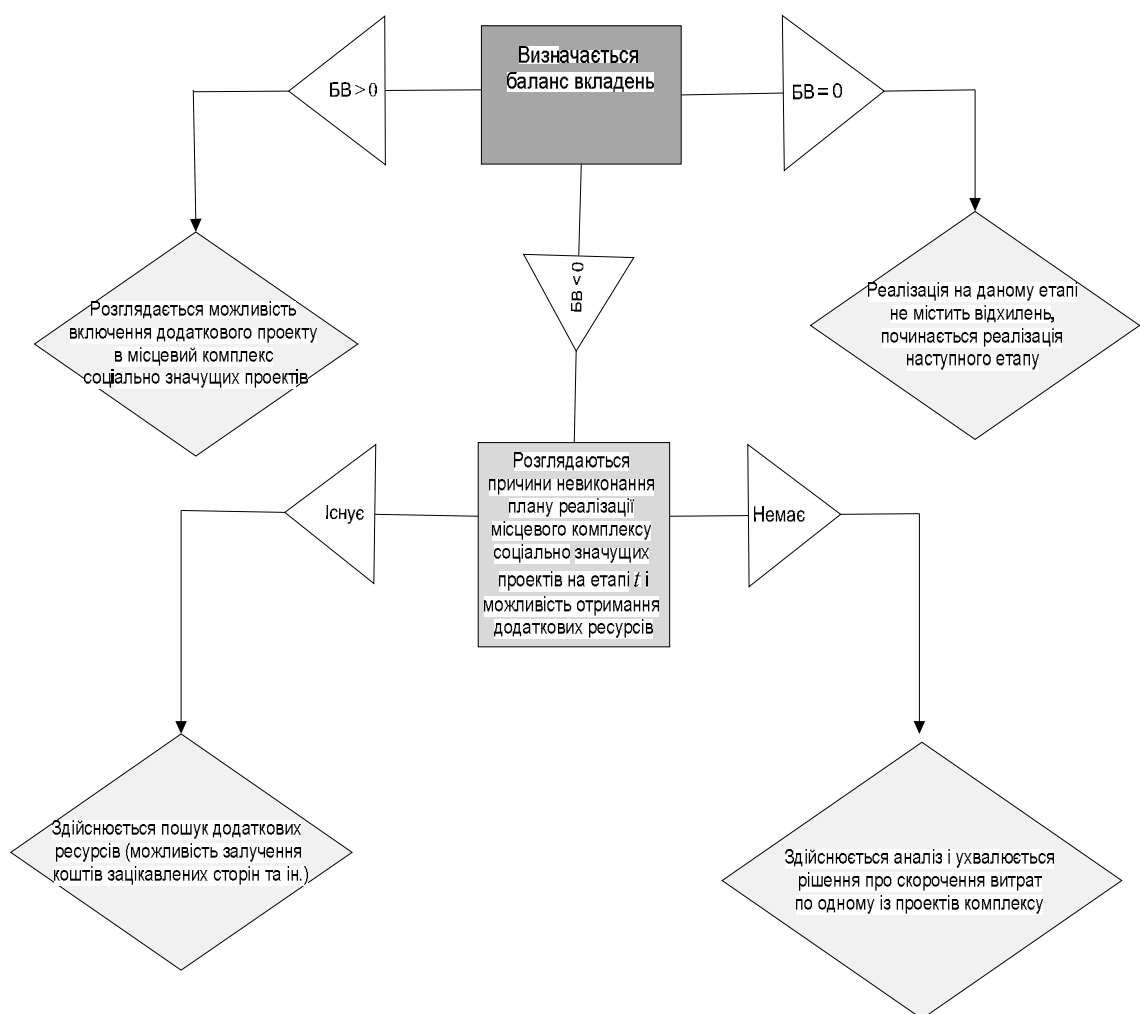 Визначається
баланс вкладень
БВ > 0
БВ = 0
БВ < 0
Розглядається можливість
включення додаткового проекту
в місцевий комплекс
соціально значущих проектів
Реалізація на даному етапі
не містить відхилень,
починається реалізація
наступного етапу
Розглядаються
причини невиконання
плану реалізації
місцевого комплексу
соціально значущих
проектів на етапі t і
можливість отримання
додаткових ресурсів
Існує
Немає
Здійснюється пошук додаткових
ресурсів (можливість залучення
коштів зацікавлених сторін та ін.)
Здійснюється аналіз і ухвалюється
рішення про скорочення витрат
по одному із проектів комплексу